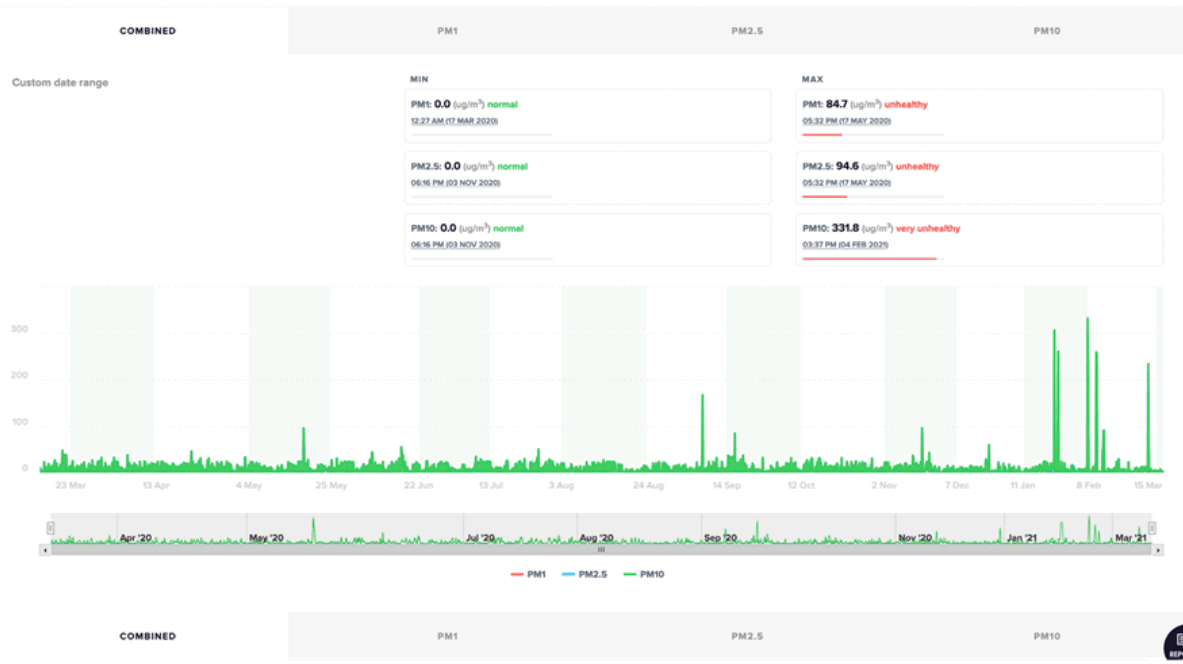 COMBINED PM1 PM2.5 PM10
Custom date range
MIN
PM1: 0.0 (ug/m³) normal
12:27 AM (17 MAR 2020)
PM2.5: 0.0 (ug/m³) normal
06:16 PM (03 NOV 2020)
PM10: 0.0 (ug/m³) normal
06:16 PM (03 NOV 2020)
MAX
PM1: 84.7 (ug/m³) unhealthy
05:32 PM (17 MAY 2020)
PM2.5: 94.6 (ug/m³) unhealthy
05:32 PM (17 MAY 2020)
PM10: 331.8 (ug/m³) very unhealthy
03:37 PM (04 FEB 2021)
300
200
100
0
23 Mar 13 Apr 4 May 25 May 22 Jun 13 Jul 3 Aug 24 Aug 14 Sep 12 Oct 2 Nov 7 Dec 11 Jan 8 Feb 15 Mar
Apr '20 May '20 Jul '20 Aug '20 Sep '20 Nov '20 Jan '21 Mar '21
PM1 PM2.5 PM10
COMBINED PM1 PM2.5 PM10